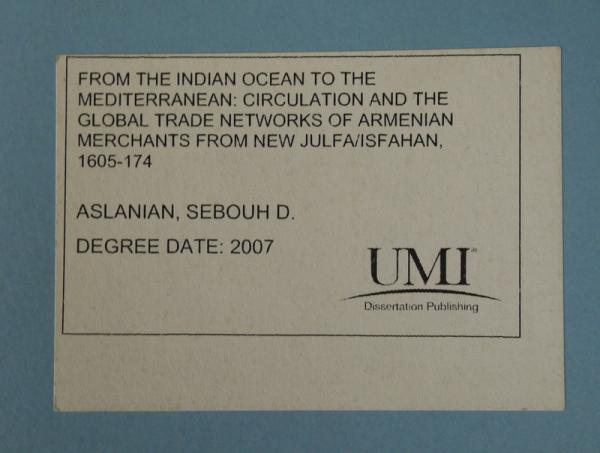 FROM THE INDIAN OCEAN TO THE
MEDITERRANEAN: CIRCULATION AND THE
GLOBAL TRADE NETWORKS OF ARMENIAN
MERCHANTS FROM NEW JULFA/ISFAHAN,
1605-174
ASLANIAN, SEBOUH D.
DEGREE DATE: 2007
UMI®
Dissertation Publishing